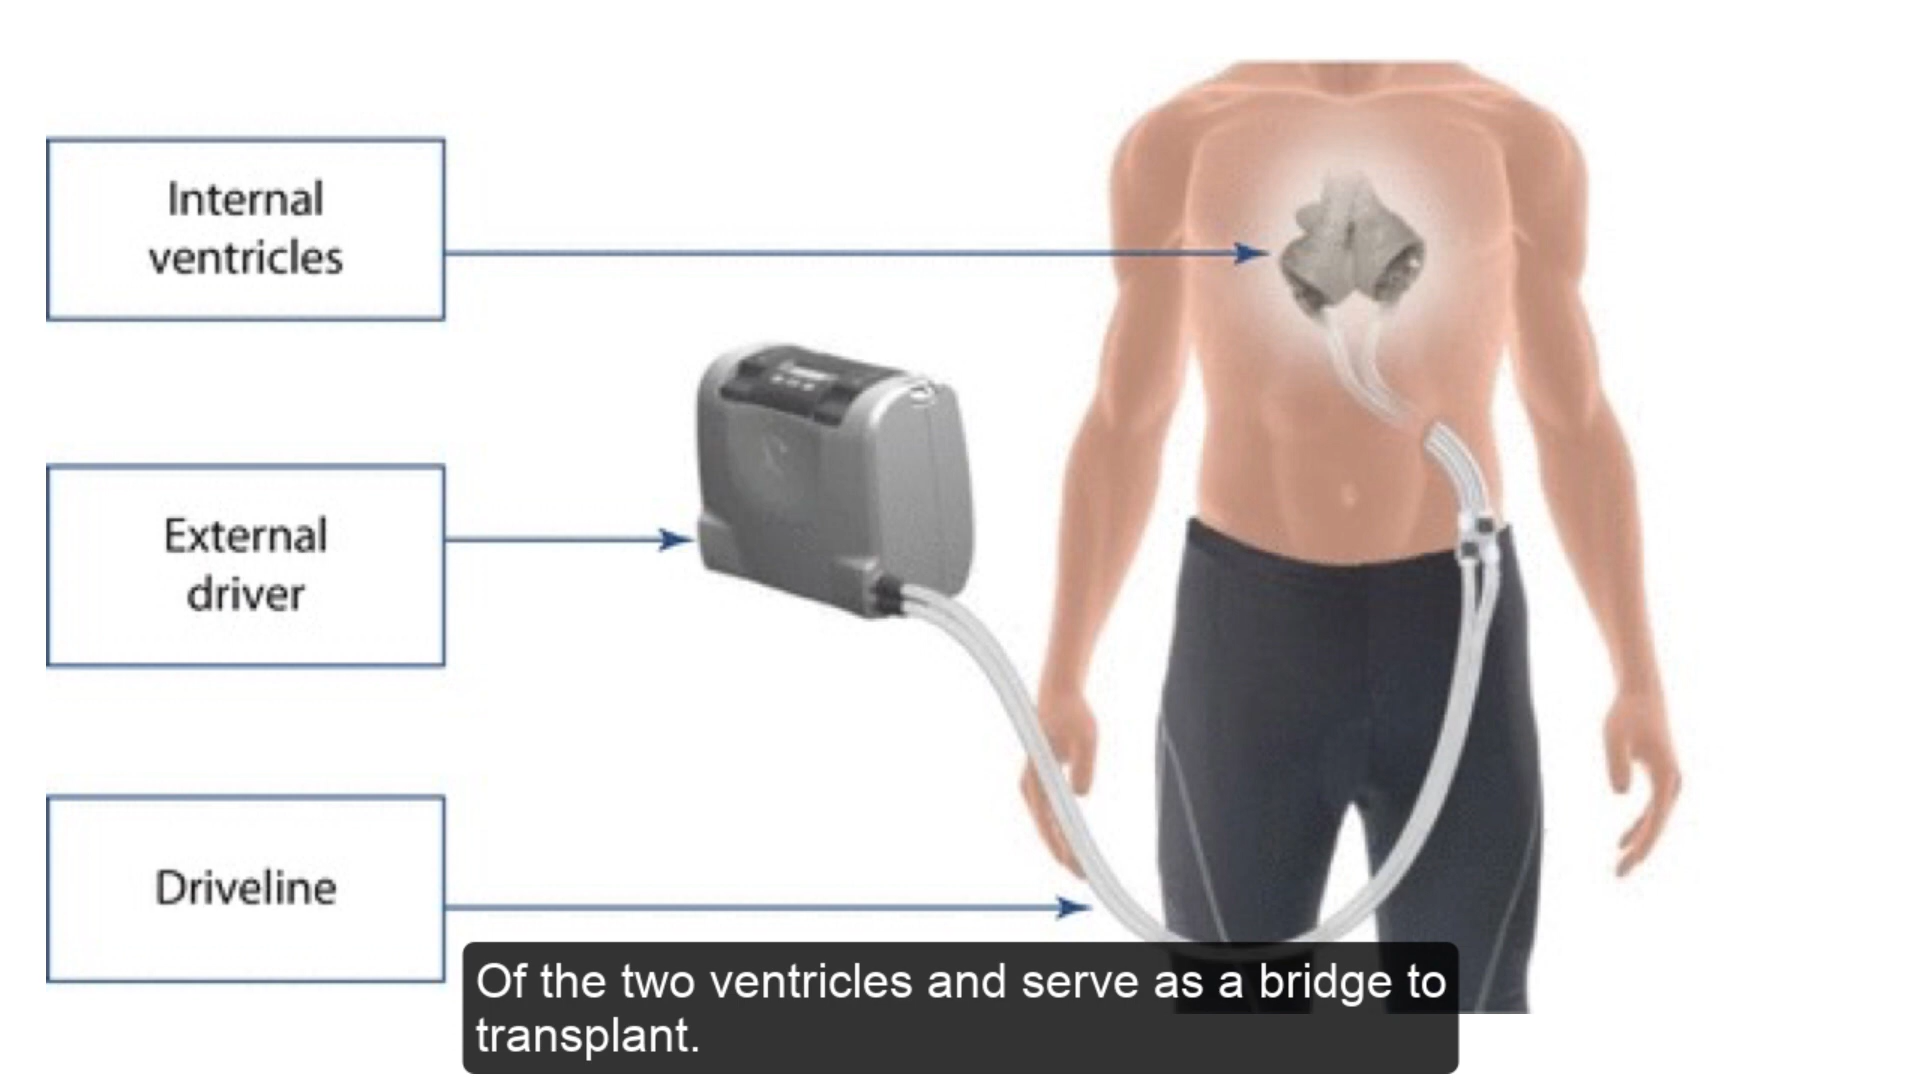 Internal
ventricles
External
driver
Driveline
Of the two ventricles and serve as a bridge to
transplant.